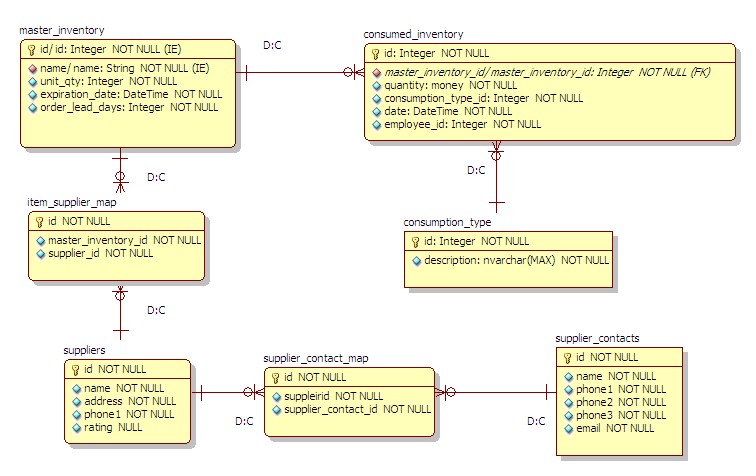 master_inventory
id/ id: Integer NOT NULL (IE)
name/ name: String NOT NULL (IE)
unit_qty: Integer NOT NULL
expiration_date: DateTime NOT NULL
order_lead_days: Integer NOT NULL
D:C
consumed_inventory
id: Integer NOT NULL
master_inventory_id/ master_inventory_id: Integer NOT NULL (FK)
quantity: money NOT NULL
consumption_type_id: Integer NOT NULL
date: DateTime NOT NULL
employee_id: Integer NOT NULL
D:C
D:C
item_supplier_map
id NOT NULL
master_inventory_id NOT NULL
supplier_id NOT NULL
consumption_type
id: Integer NOT NULL
description: nvarchar(MAX) NOT NULL
D:C
suppliers
id NOT NULL
name NOT NULL
address NOT NULL
phone1 NOT NULL
rating NULL
D:C
supplier_contact_map
id NOT NULL
suppleirid NOT NULL
supplier_contact_id NOT NULL
D:C
supplier_contacts
id NOT NULL
name NOT NULL
phone1 NOT NULL
phone2 NOT NULL
phone3 NOT NULL
email NOT NULL